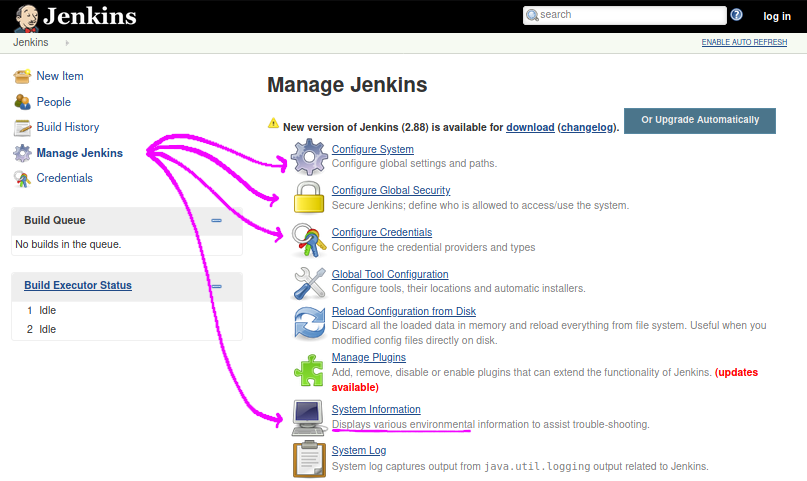 Jenkins
search
log in
Jenkins
ENABLE AUTO REFRESH
New Item
People
Build History
Manage Jenkins
Credentials
Build Queue
No builds in the queue.
Build Executor Status
1 Idle
2 Idle
Manage Jenkins
New version of Jenkins (2.88) is available for download (changelog).
Or Upgrade Automatically
Configure System
Configure global settings and paths.
Configure Global Security
Secure Jenkins; define who is allowed to access/use the system.
Configure Credentials
Configure the credential providers and types
Global Tool Configuration
Configure tools, their locations and automatic installers.
Reload Configuration from Disk
Discard all the loaded data in memory and reload everything from file system. Useful when you
modified config files directly on disk.
Manage Plugins
Add, remove, disable or enable plugins that can extend the functionality of Jenkins. (updates
available)
System Information
Displays various environmental information to assist trouble-shooting.
System Log
System log captures output from java.util.logging output related to Jenkins.